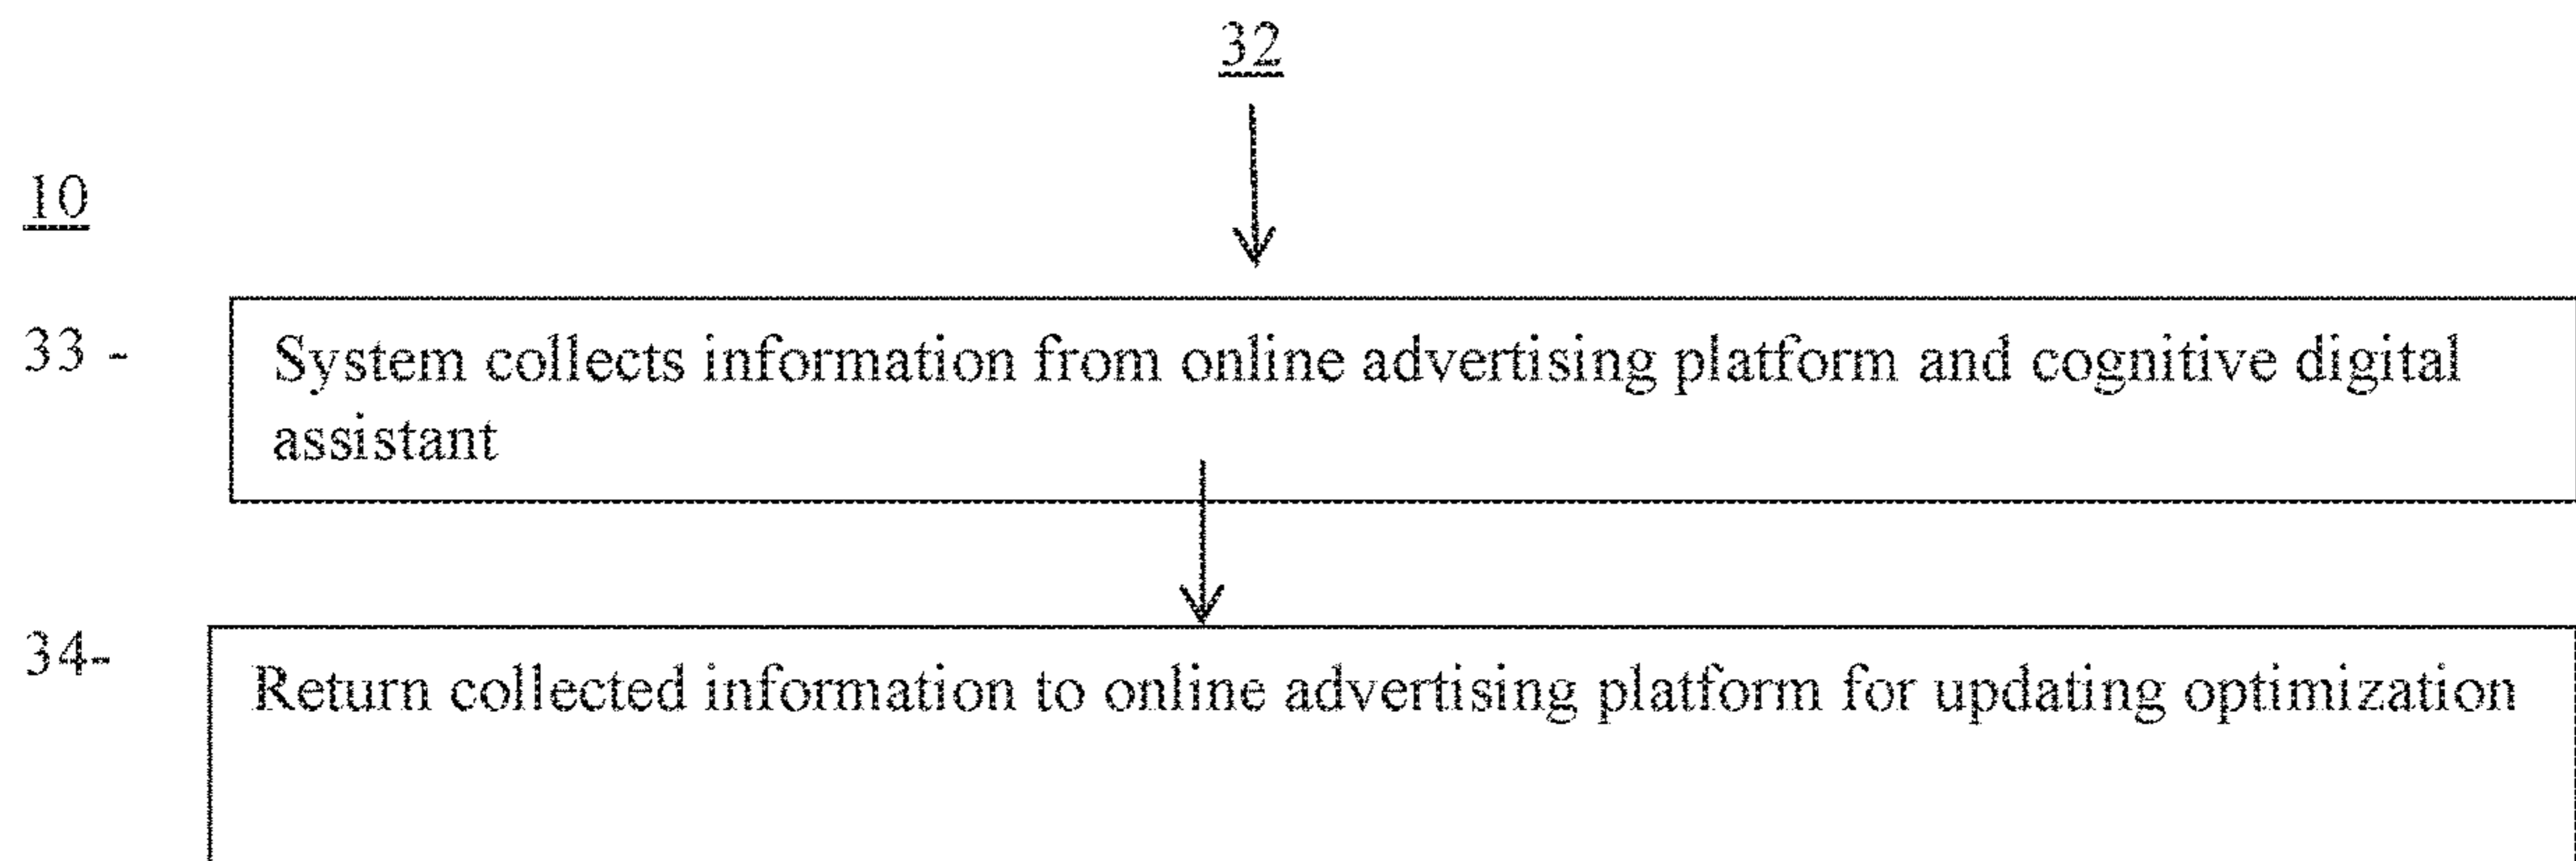 32
10
33 -
System collects information from online advertising platform and cognitive digital
assistant
34-
Return collected information to online advertising platform for updating optimization